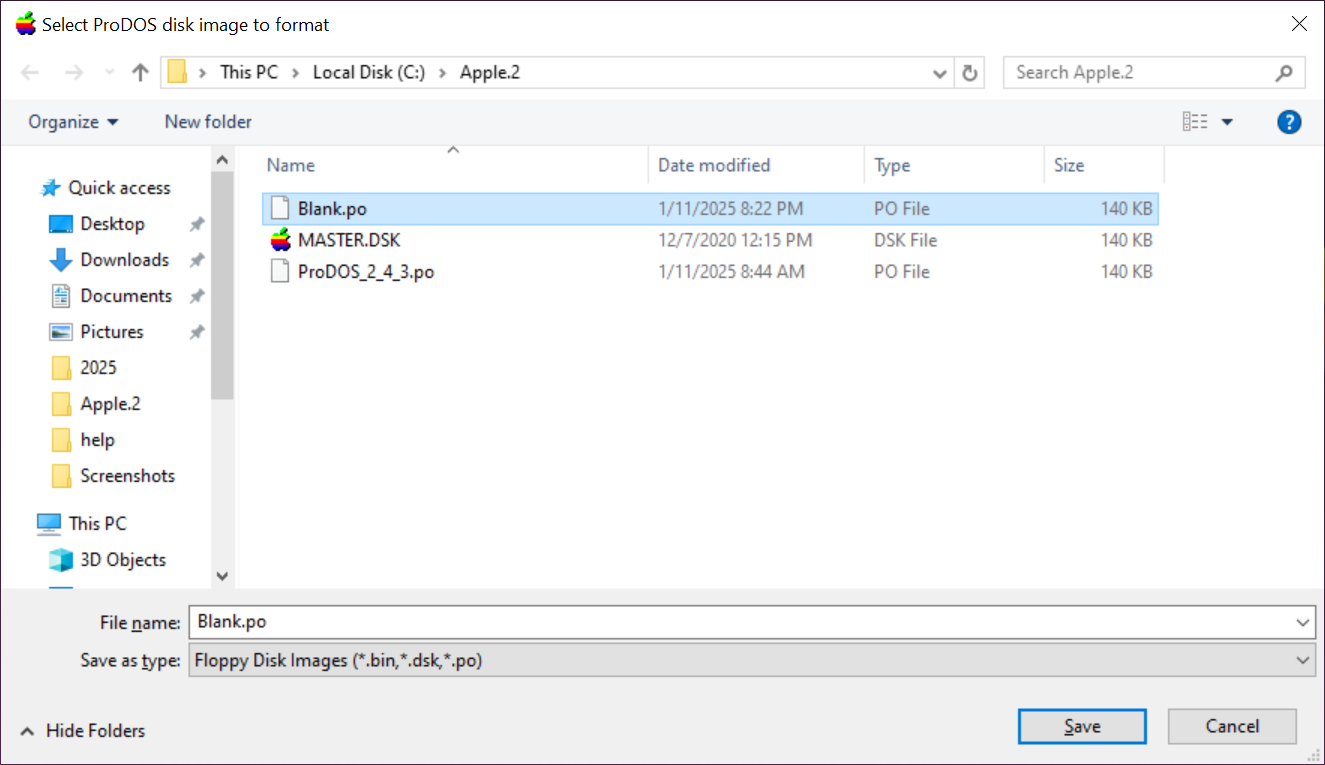 Select ProDOS disk image to format
This PC > Local Disk (C:) > Apple.2
Search Apple.2
Organize
New folder
?
Name Date modified Type Size
Quick access
Desktop
Downloads
Documents
Pictures
2025
Apple.2
help
Screenshots
This PC
3D Objects
Blank.po 1/11/2025 8:22 PM PO File 140 KB
MASTER.DSK 12/7/2020 12:15 PM DSK File 140 KB
ProDOS_2_4_3.po 1/11/2025 8:44 AM PO File 140 KB
File name: Blank.po
Save as type: Floppy Disk Images (*.bin,*.dsk,*.po)
Hide Folders
Save
Cancel